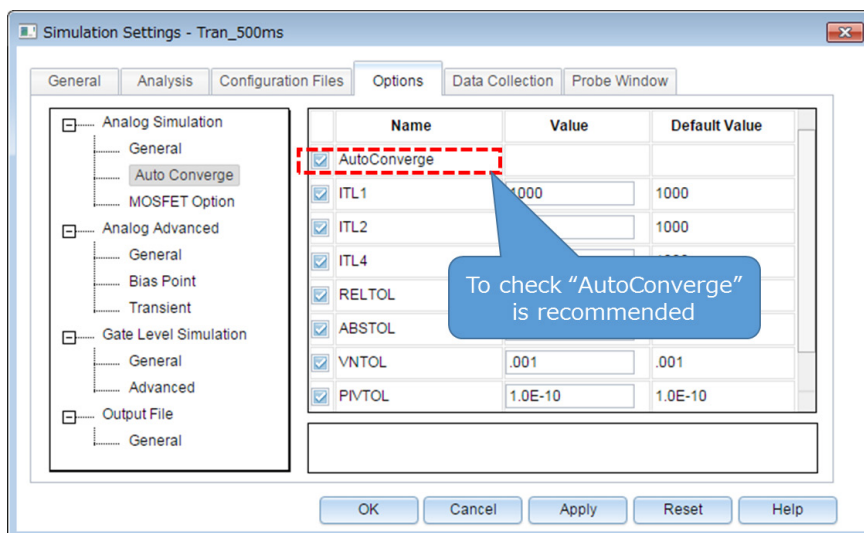 Simulation Settings - Tran_500ms
General Analysis Configuration Files Options Data Collection Probe Window
Analog Simulation
General
Auto Converge
MOSFET Option
Analog Advanced
General
Bias Point
Transient
Gate Level Simulation
General
Advanced
Output File
General
Name Value Default Value
AutoConverge
ITL1 1000 1000
ITL2 1000
ITL4
RELTOL
ABSTOL
VNTOL .001 .001
PIVTOL 1.0E-10 1.0E-10
To check “AutoConverge”
is recommended
OK Cancel Apply Reset Help